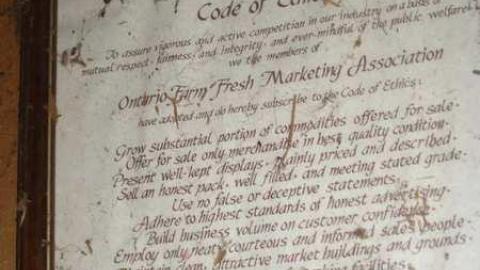 Code of
To assure vigorous and active competition in our industry on a basis of
mutual respect, fairness, and integrity, and ever-mindful of the public welfare,
we the members of
Ontario Farm Fresh Marketing Association
have adopted and do hereby subscribe to the Code of Ethics:
Grow substantial portion of commodities offered for sale.
Offer for sale only merchandise in best quality condition.
Present well-kept displays, plainly priced and described.
Sell an honest pack, well filled, and meeting stated grade.
Use no false or deceptive statements.
Adhere to highest standards of honest advertising.
Build business volume on customer confidence.
Employ only neat, courteous and informed sales people.
Maintain clean, attractive market buildings and grounds.
facilities.